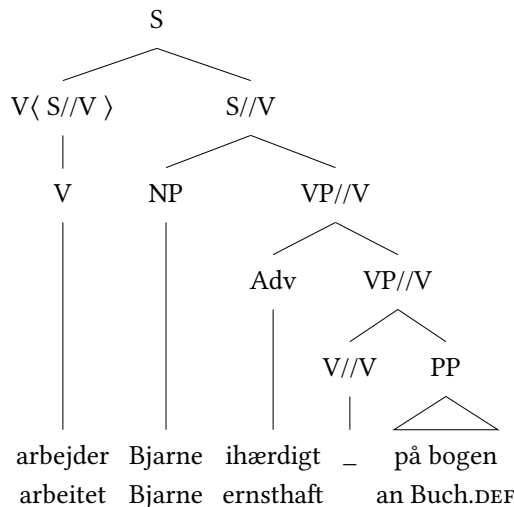 S
V⟨ S//V ⟩ S//V
V NP VP//V
Adv VP//V
V//V PP
arbejder Bjarne ihærdigt _ på bogen
arbeitet Bjarne ernsthaft an Buch.DEF